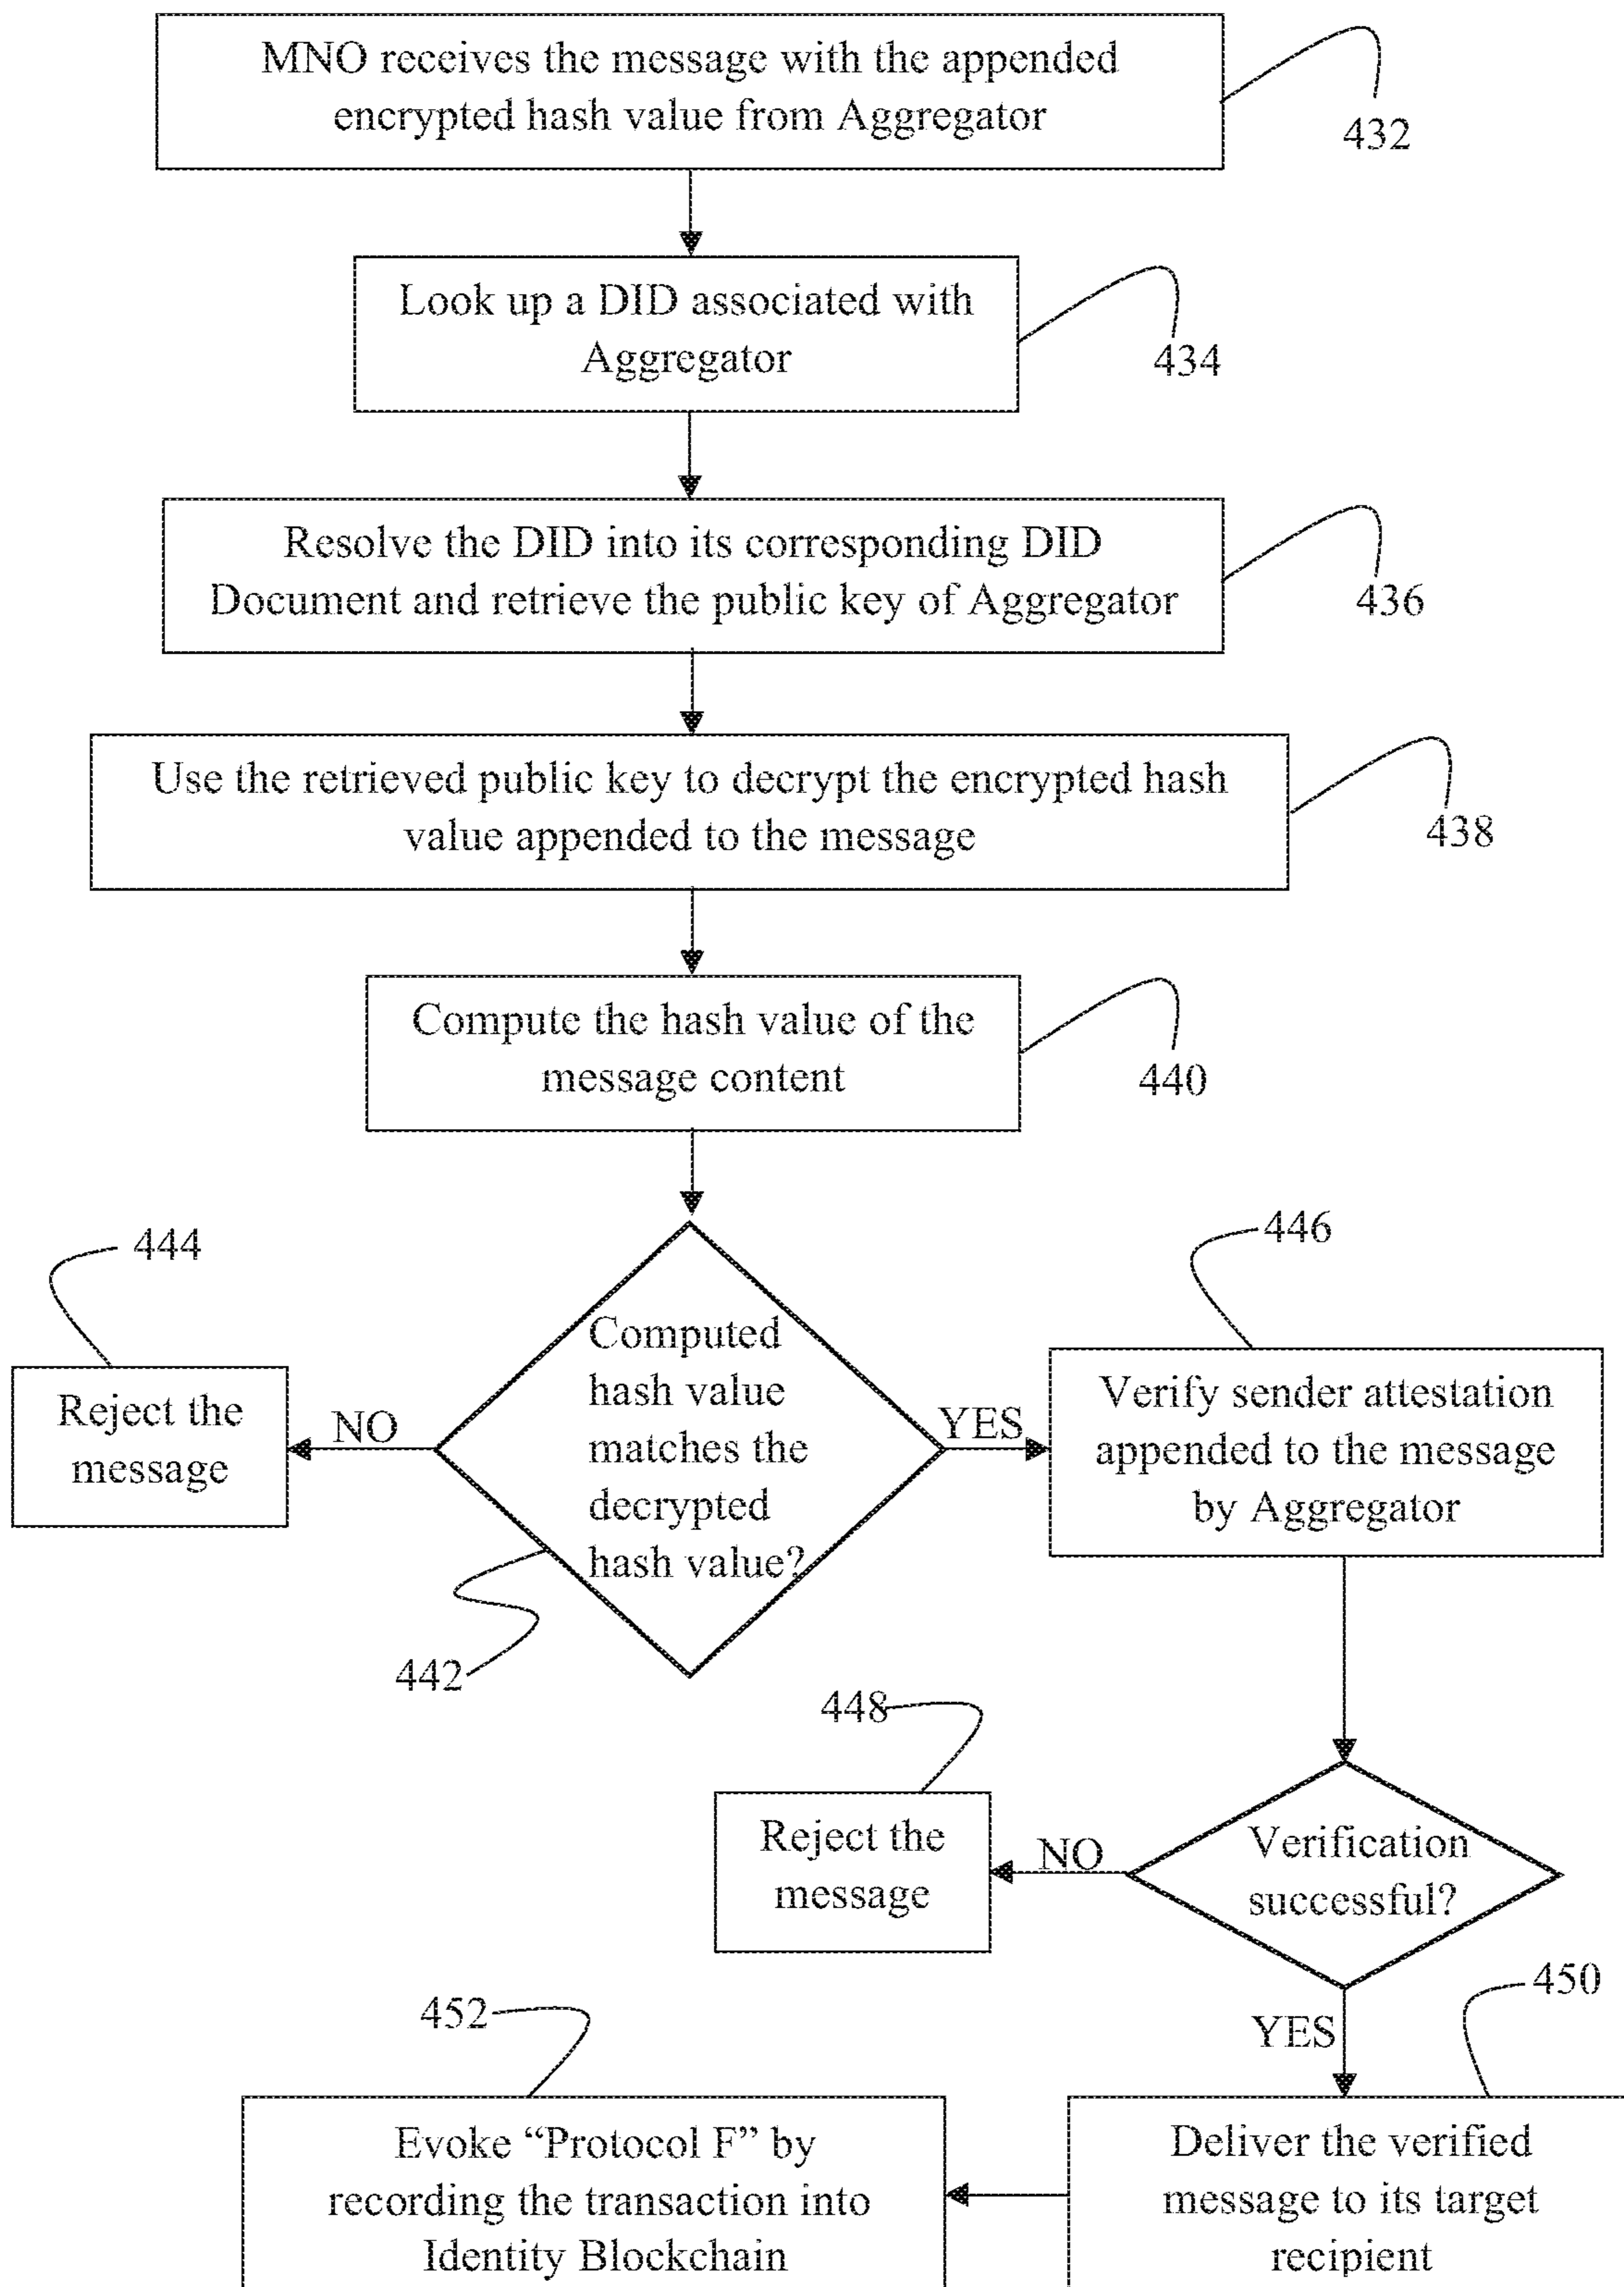 MNO receives the message with the appended
encrypted hash value from Aggregator
432
Look up a DID associated with
Aggregator
434
Resolve the DID into its corresponding DID
Document and retrieve the public key of Aggregator
436
Use the retrieved public key to decrypt the encrypted hash
value appended to the message
438
Compute the hash value of the
message content
440
444
446
Reject the
message
NO
Computed
hash value
matches the
decrypted
hash value?
YES
Verify sender attestation
appended to the message
by Aggregator
442
448
Reject the
message
NO
Verification
successful?
450
452
YES
Evoke “Protocol F” by
recording the transaction into
Identity Blockchain
Deliver the verified
message to its target
recipient